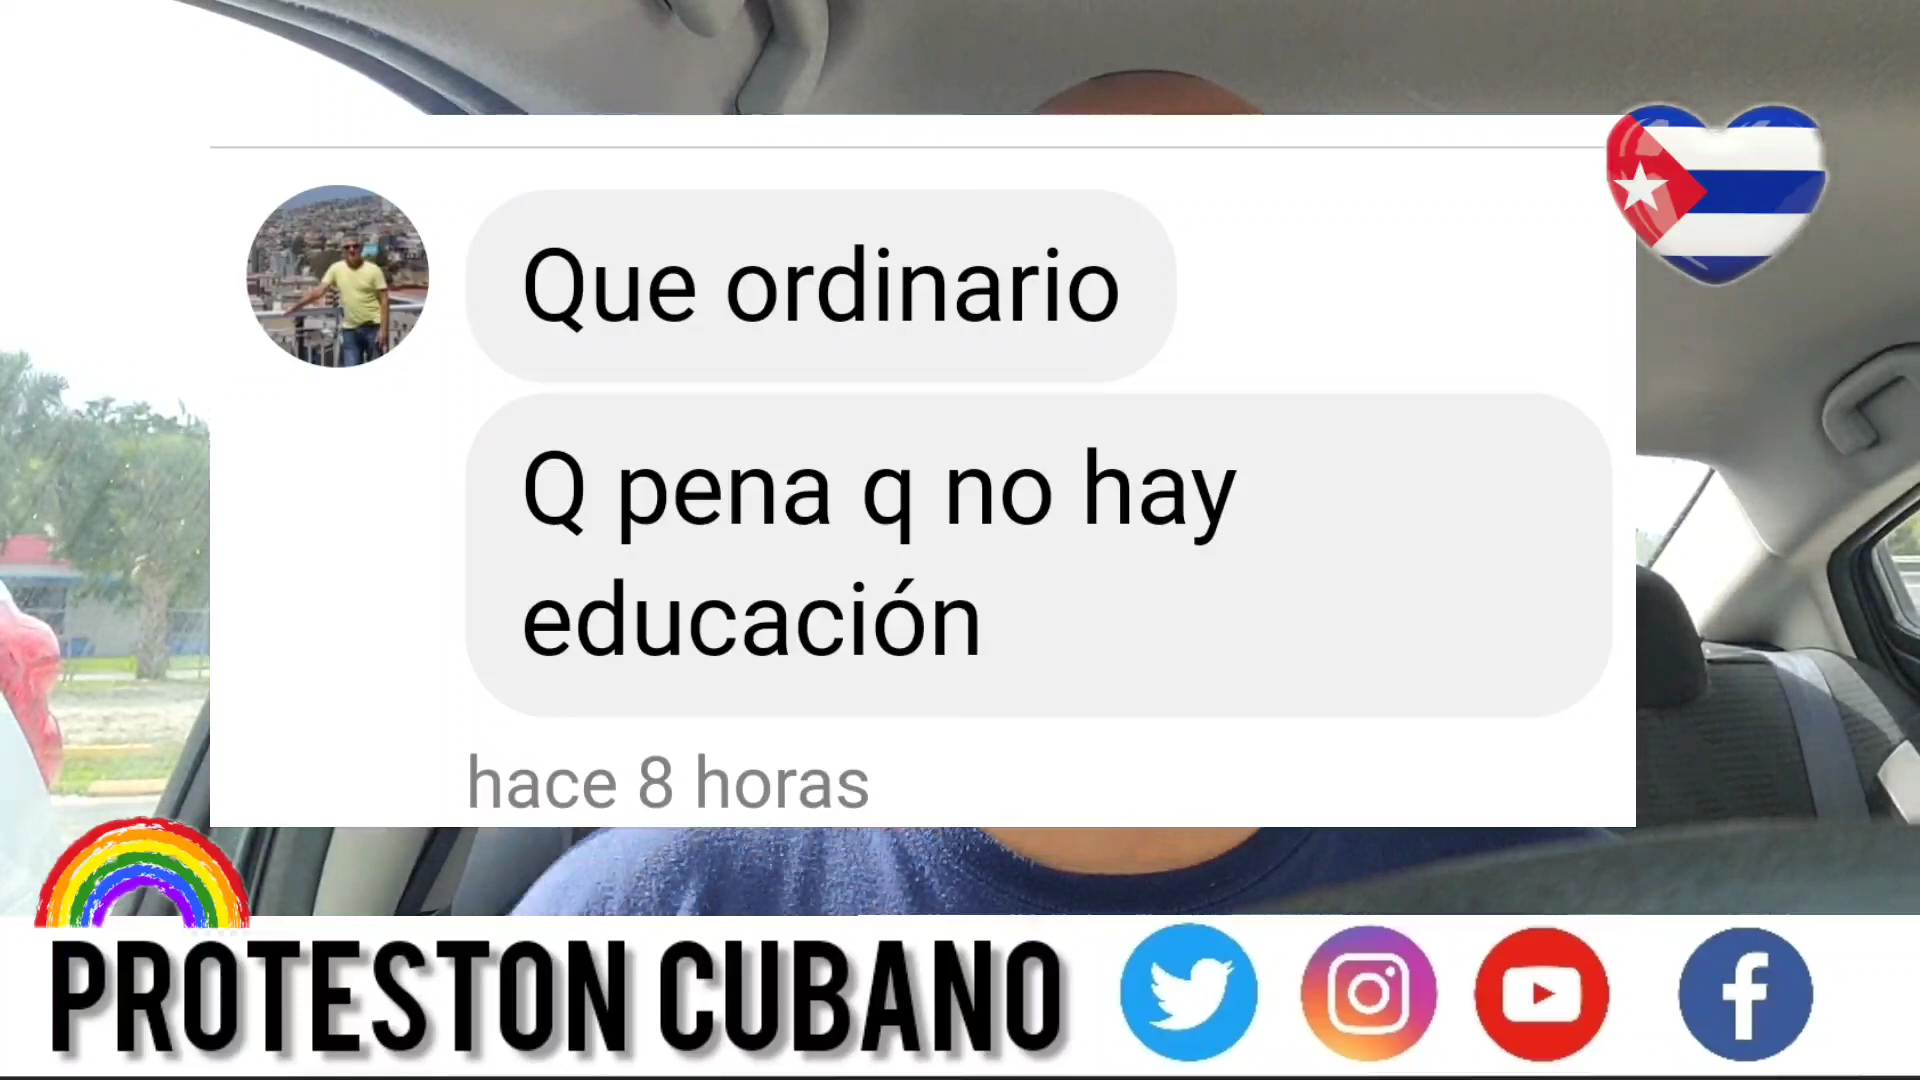 Que ordinario
Q pena q no hay
educación
hace 8 horas
PROTESTON CUBANO